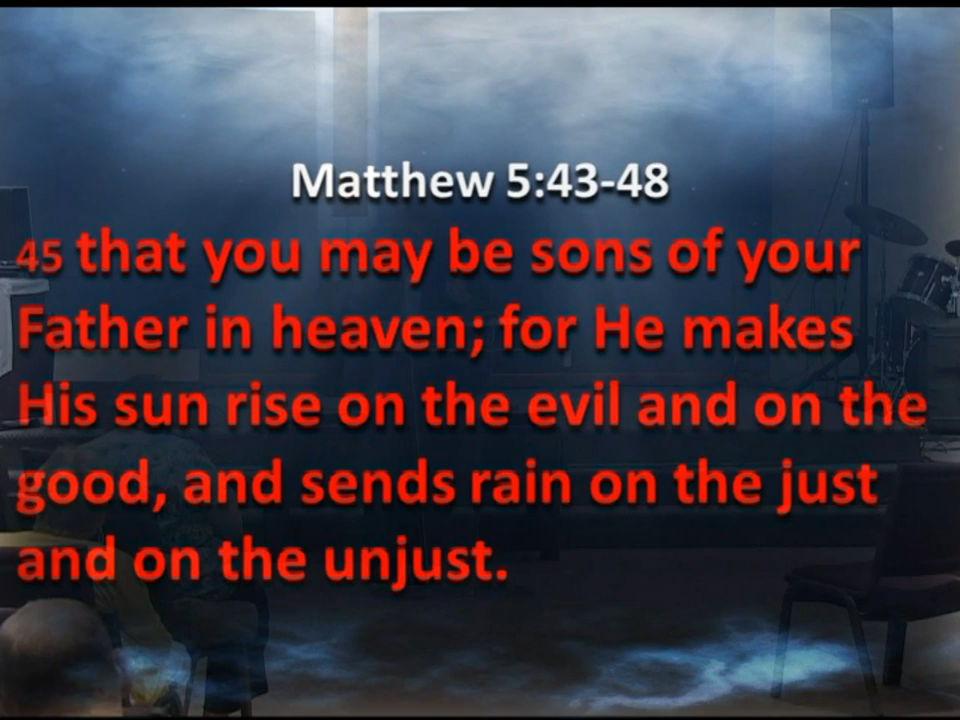 Matthew 5:43-48
45 that you may be sons of your
Father in heaven; for He makes
His sun rise on the evil and on the
good, and sends rain on the just
and on the unjust.